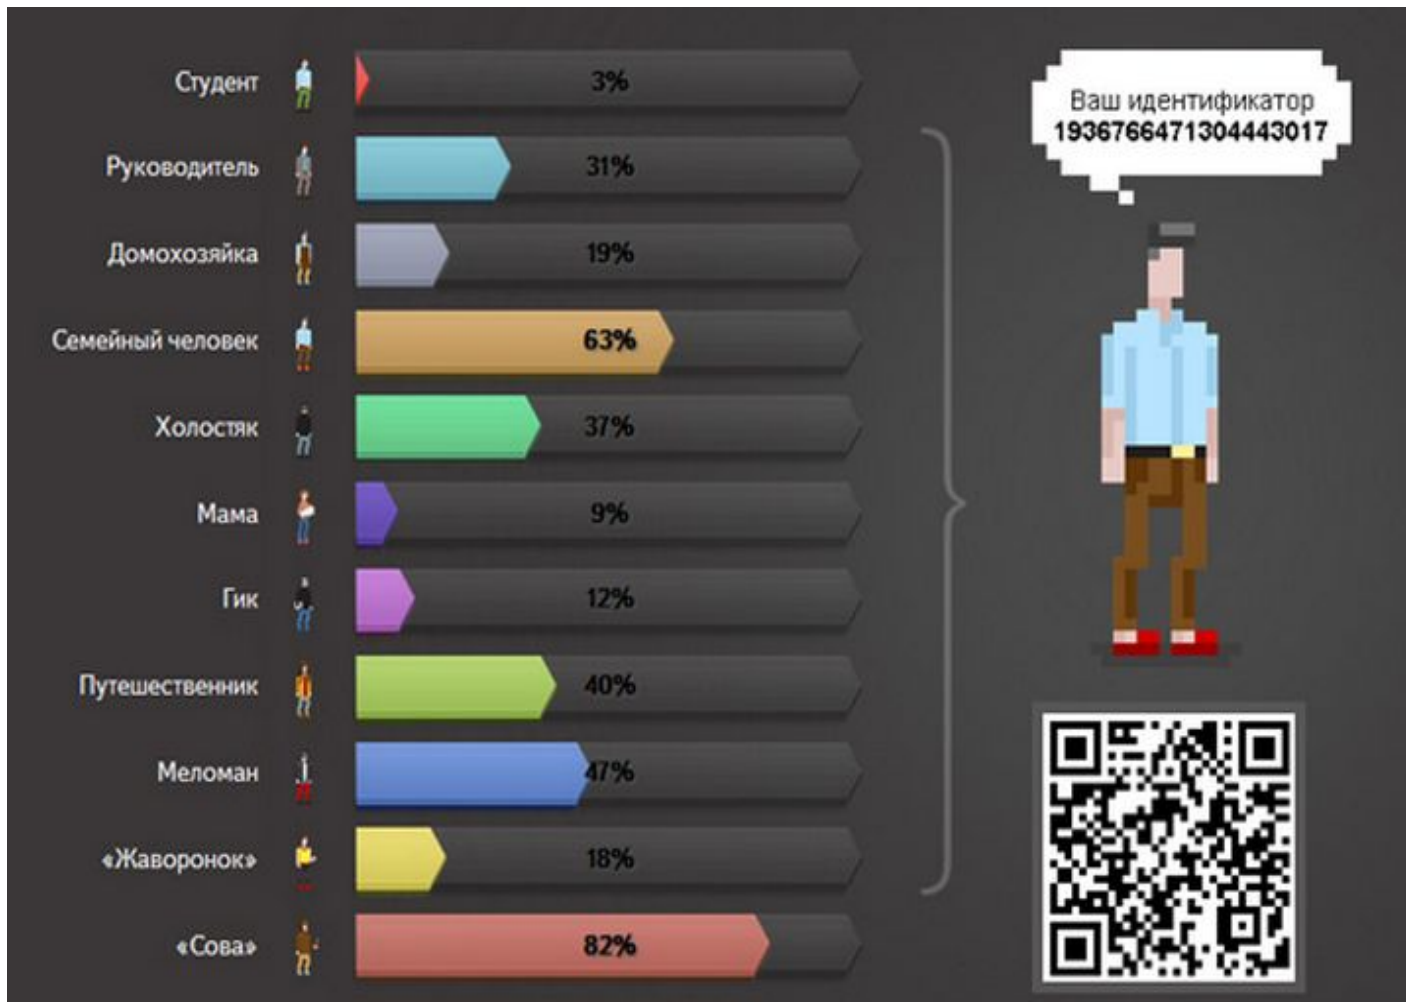 Студент 3%
Руководитель 31%
Домохозяйка 19%
Семейный человек 63%
Холостяк 37%
Мама 9%
Гик 12%
Путешественник 40%
Меломан 47%
«Жаворонок» 18%
«Сова» 82%
Ваш идентификатор
1936766471304443017